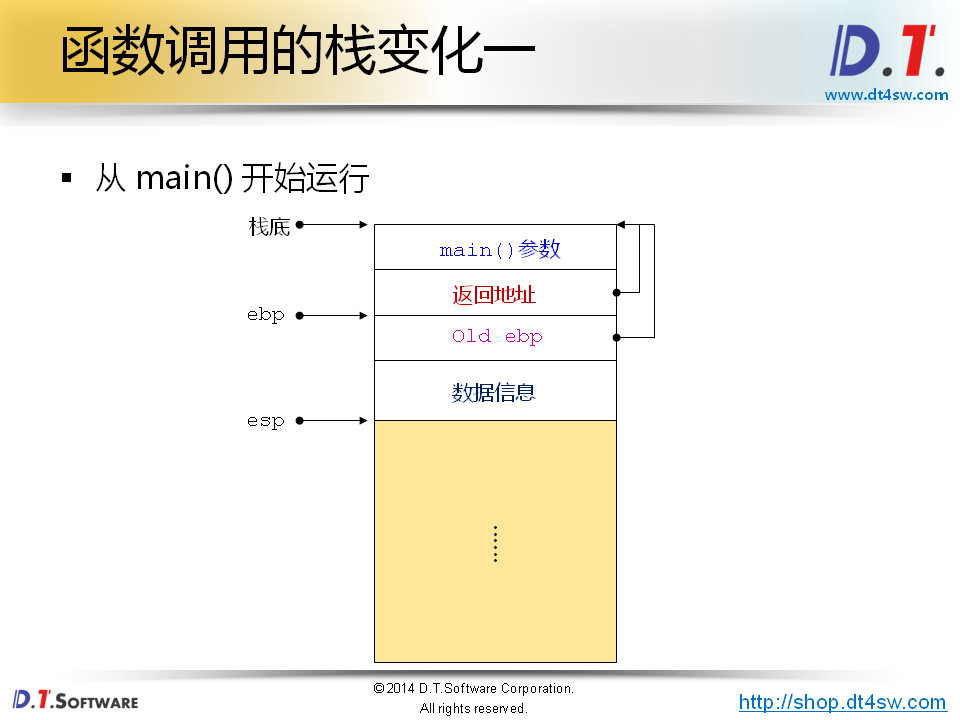 函数调用的栈变化一
D.T.
www.dt4sw.com
▪ 从 main() 开始运行
栈底
main()参数
返回地址
ebp
Old ebp
数据信息
esp
......
D.T.SOFTWARE
©2014 D.T.Software Corporation.
All rights reserved.
http://shop.dt4sw.com